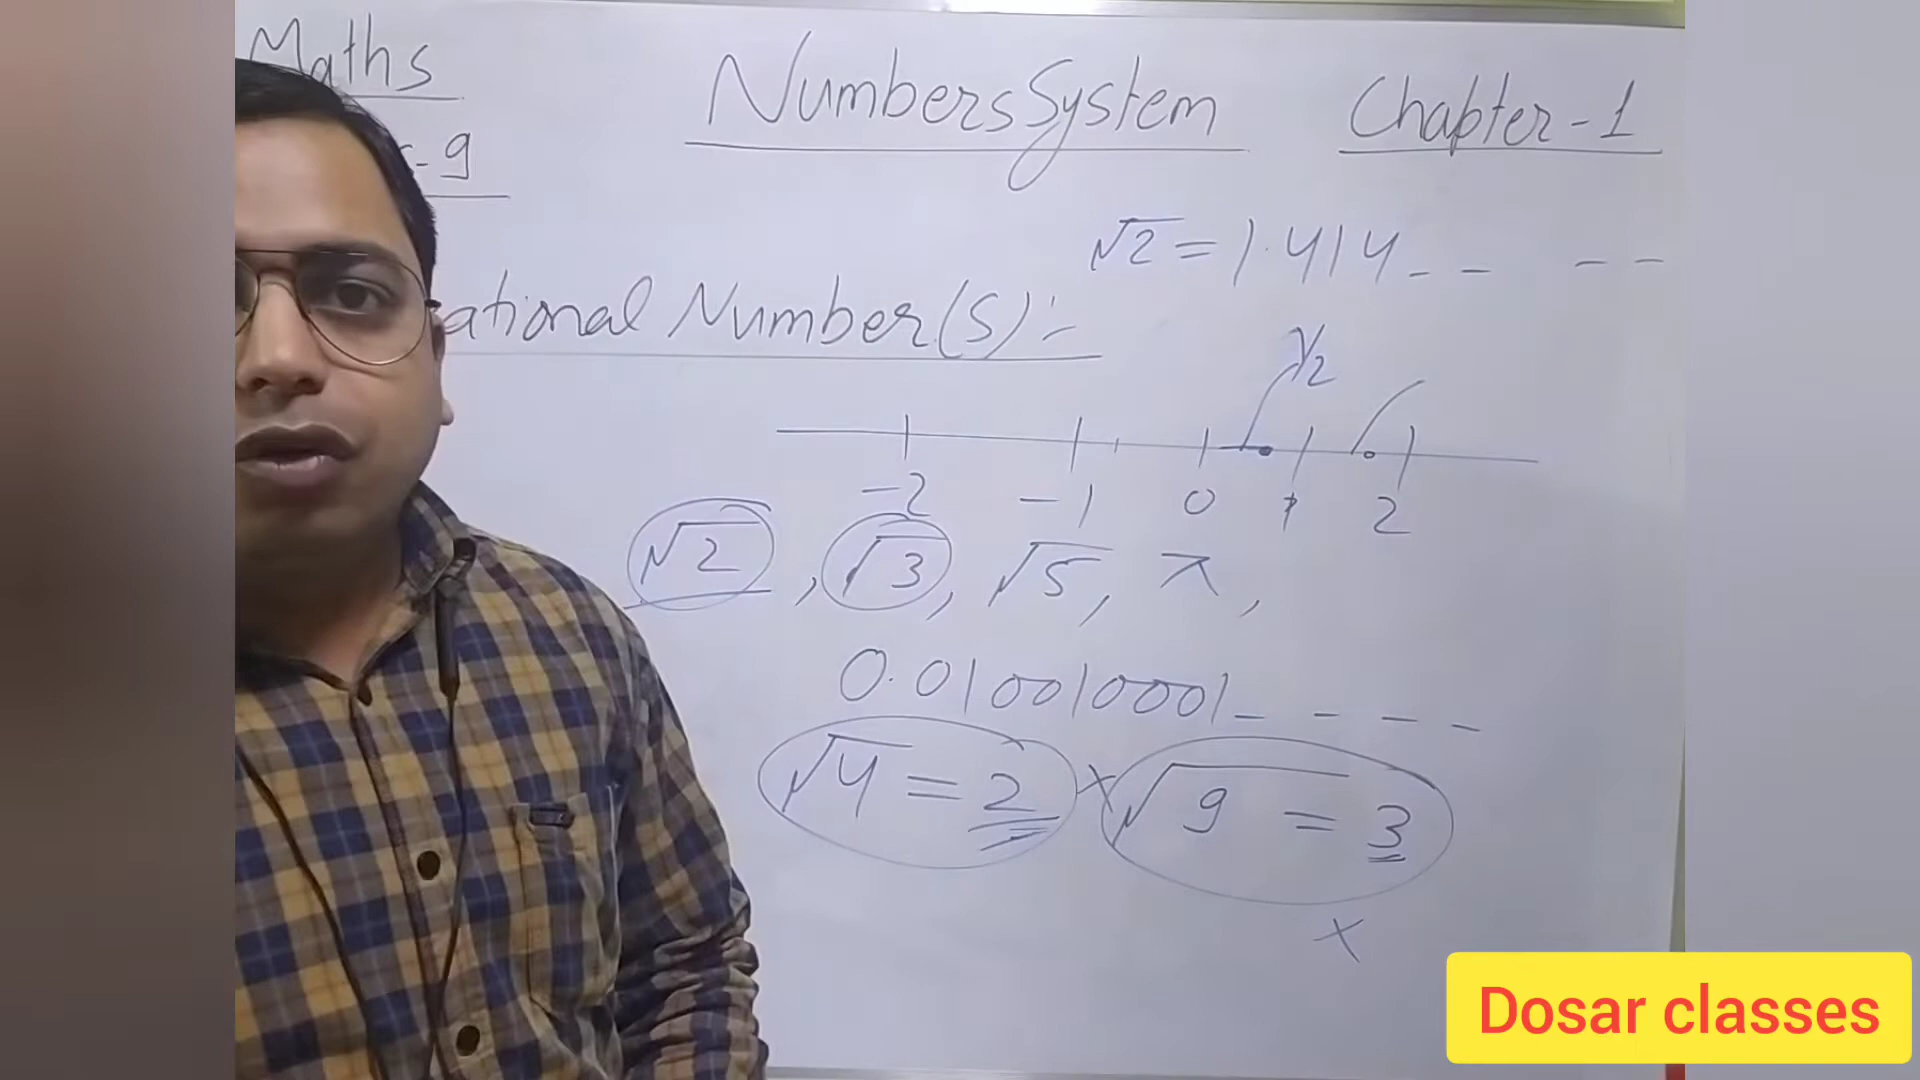 Maths
Numbers System
Chapter-1
- 9
√2 = 1.414 _ _ _ _
ational Number(s):-
1/2
-2 -1 0 1 2
√2 , √3, √5, π,
0.010010001 _ _ _ _
√4 = 2 x √9 = 3
x
Dosar classes